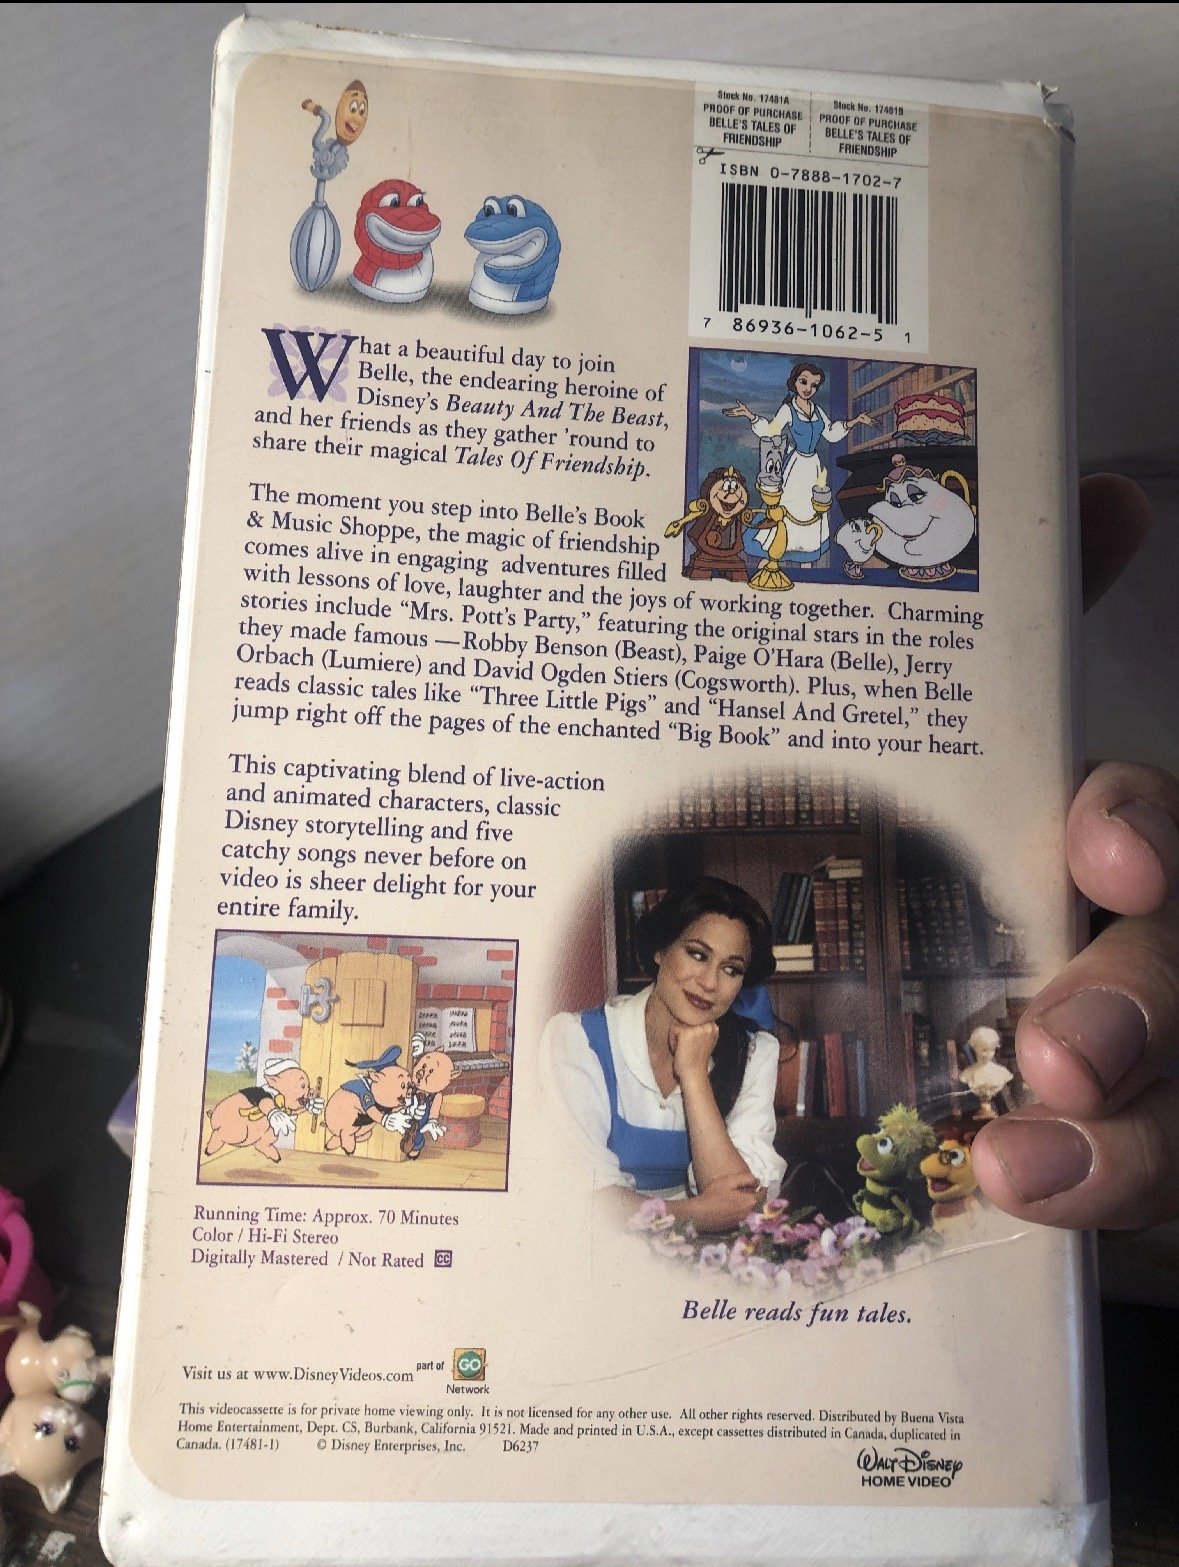 Stock No. 17481A
PROOF OF PURCHASE
BELLE'S TALES OF
FRIENDSHIP
Stock No. 17481B
PROOF OF PURCHASE
BELLE'S TALES OF
FRIENDSHIP
ISBN 0-7888-1702-7
7 86936-1062-5 1
What a beautiful day to join
Belle, the endearing heroine of
Disney's Beauty And The Beast,
and her friends as they gather 'round to
share their magical Tales Of Friendship.
The moment you step into Belle's Book
& Music Shoppe, the magic of friendship
comes alive in engaging adventures filled
with lessons of love, laughter and the joys of working together. Charming
stories include “Mrs. Pott's Party,” featuring the original stars in the roles
they made famous —Robby Benson (Beast), Paige O'Hara (Belle), Jerry
Orbach (Lumiere) and David Ogden Stiers (Cogsworth). Plus, when Belle
reads classic tales like “Three Little Pigs” and “Hansel And Gretel,” they
jump right off the pages of the enchanted “Big Book” and into your heart.
This captivating blend of live-action
and animated characters, classic
Disney storytelling and five
catchy songs never before on
video is sheer delight for your
entire family.
Running Time: Approx. 70 Minutes
Color / Hi-Fi Stereo
Digitally Mastered / Not Rated CC
Belle reads fun tales.
Visit us at www.DisneyVideos.com part of GO
Network
This videocassette is for private home viewing only. It is not licensed for any other use. All other rights reserved. Distributed by Buena Vista
Home Entertainment, Dept. CS, Burbank, California 91521. Made and printed in U.S.A., except cassettes distributed in Canada, duplicated in
Canada. (17481-1) © Disney Enterprises, Inc. D6237
WALT DISNEY
HOME VIDEO